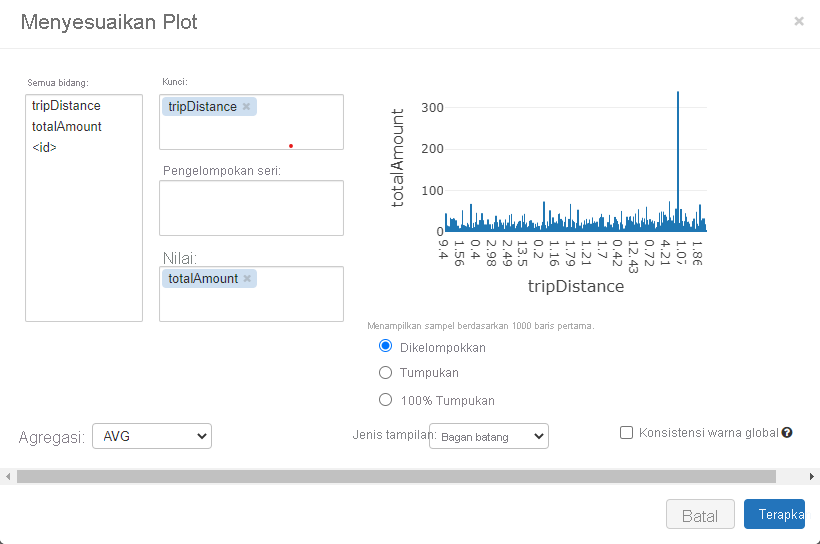 Menyesuaikan Plot
×
Semua bidang:
tripDistance
totalAmount
<id>
Kunci:
tripDistance ×
Pengelompokan seri:
Nilai:
totalAmount ×
totalAmount
300
200
100
0
9.4 1.56 0.4 2.98 2.49 13.5 0.2 1.16 1.79 1.21 1.7 0.42 12.43 0.72 4.21 1.07 1.86
tripDistance
Menampilkan sampel berdasarkan 1000 baris pertama.
Dikelompokkan
Tumpukan
100% Tumpukan
Agregasi: AVG
Jenis tampilan: Bagan batang
Konsistensi warna global ?
Batal
Terapka